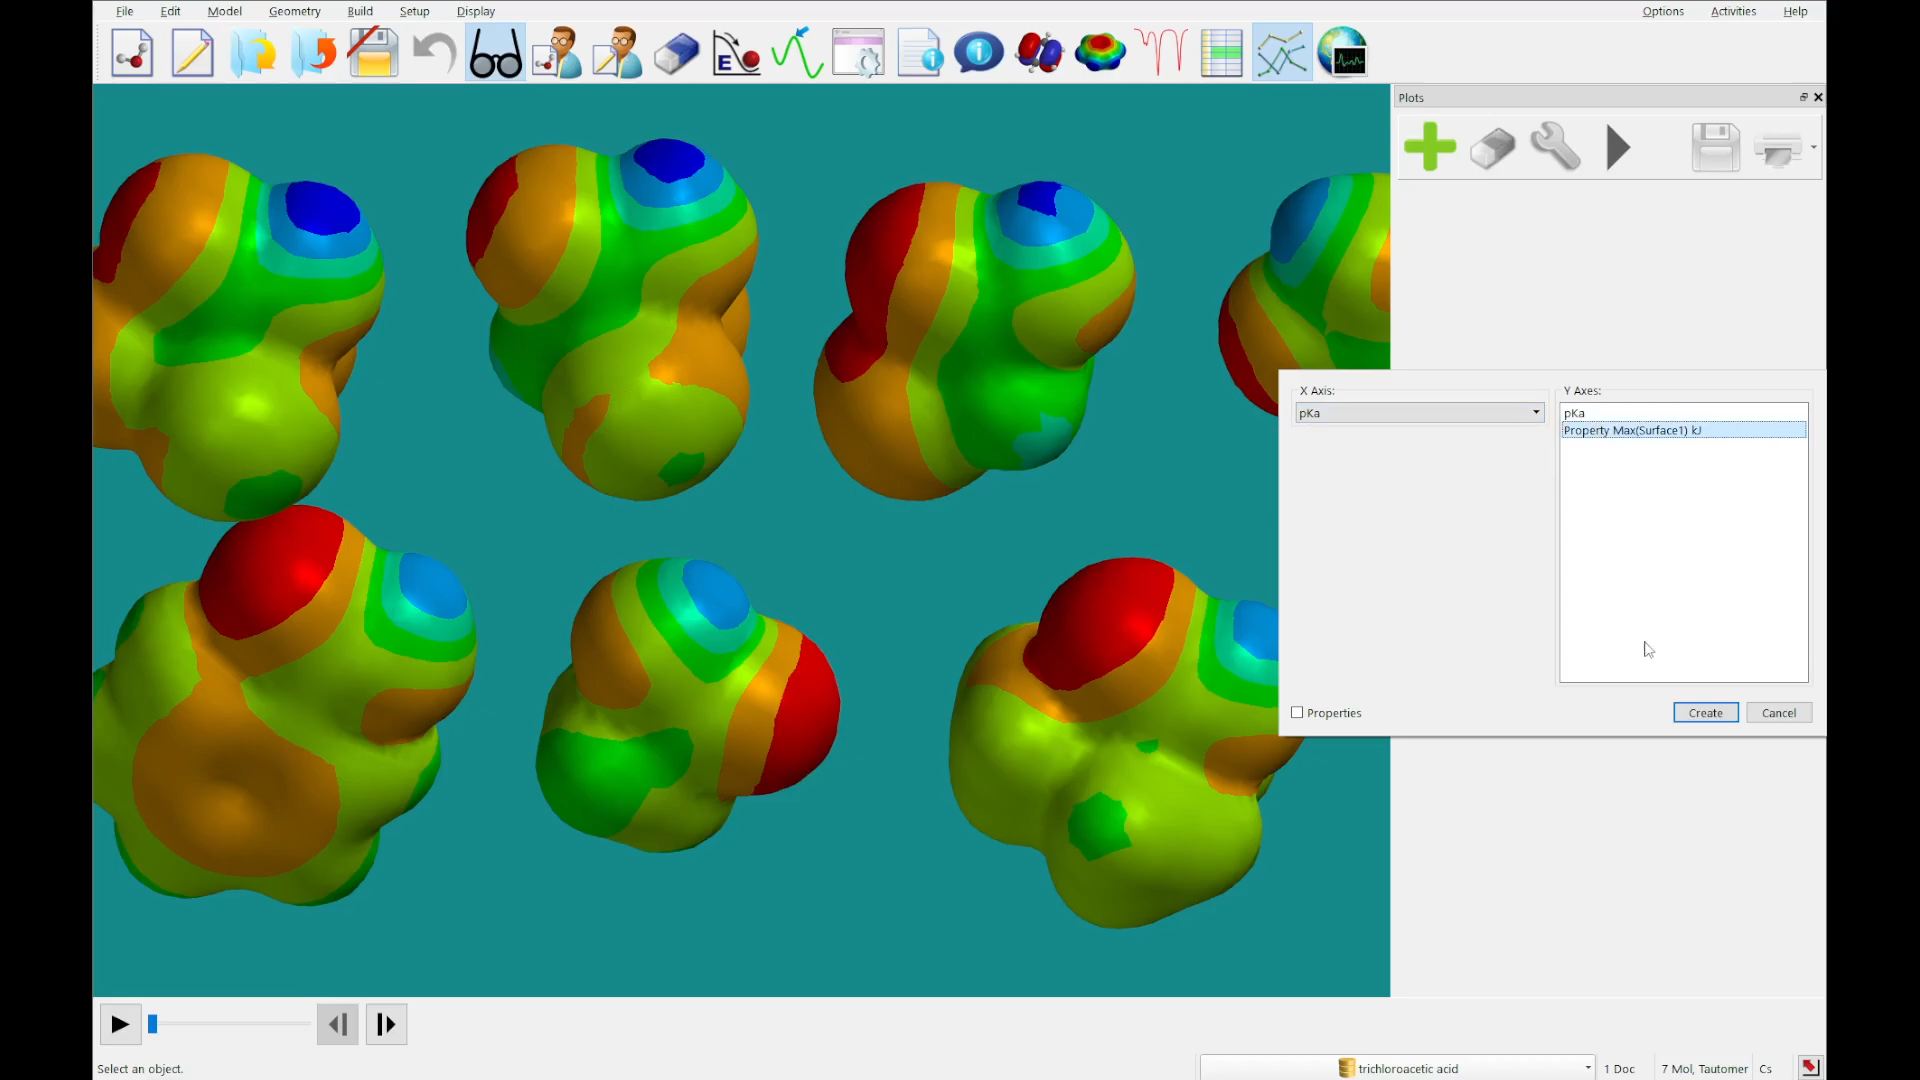 File Edit Model Geometry Build Setup Display Options Activities Help
E
Plots
X Axis: Y Axes:
pKa pKa
Property Max(Surface1) kJ
Properties Create Cancel
Select an object. trichloroacetic acid 1 Doc 7 Mol, Tautomer Cs